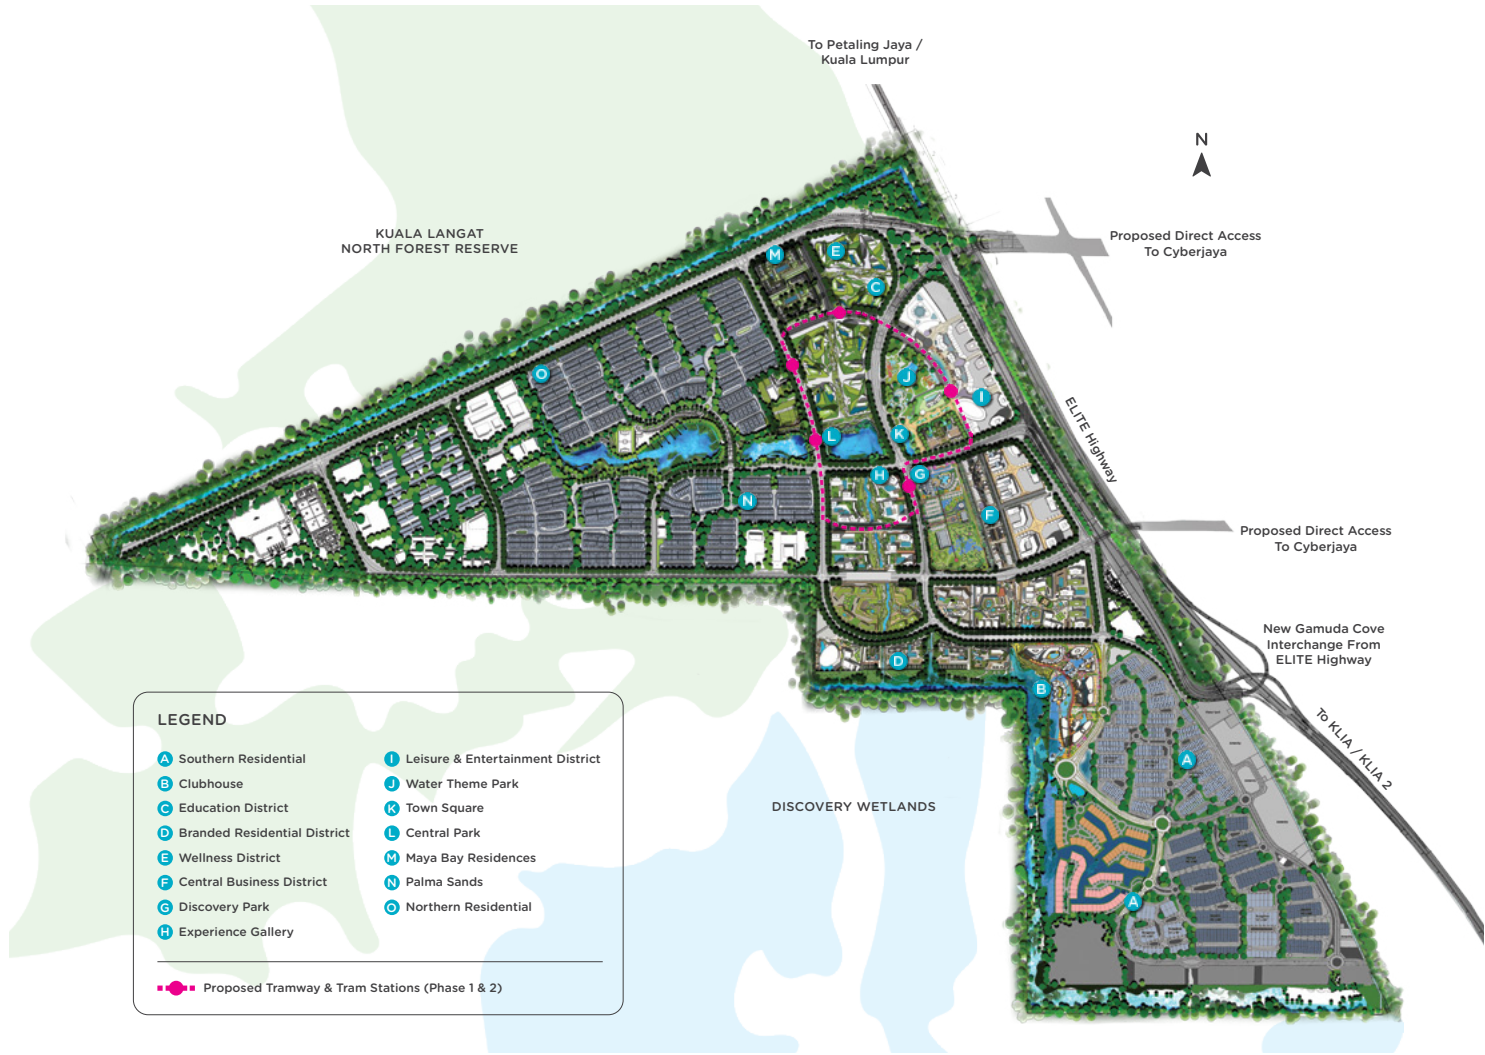 To Petaling Jaya /
Kuala Lumpur
N
KUALA LANGAT
NORTH FOREST RESERVE
Proposed Direct Access
To Cyberjaya
M
E
C
O
J
I
ELITE Highway
L
K
H
G
N
F
Proposed Direct Access
To Cyberjaya
New Gamuda Cove
Interchange From
ELITE Highway
D
B
To KLIA / KLIA 2
A
DISCOVERY WETLANDS
A
LEGEND
A Southern Residential
B Clubhouse
C Education District
D Branded Residential District
E Wellness District
F Central Business District
G Discovery Park
H Experience Gallery
I Leisure & Entertainment District
J Water Theme Park
K Town Square
L Central Park
M Maya Bay Residences
N Palma Sands
O Northern Residential
Proposed Tramway & Tram Stations (Phase 1 & 2)